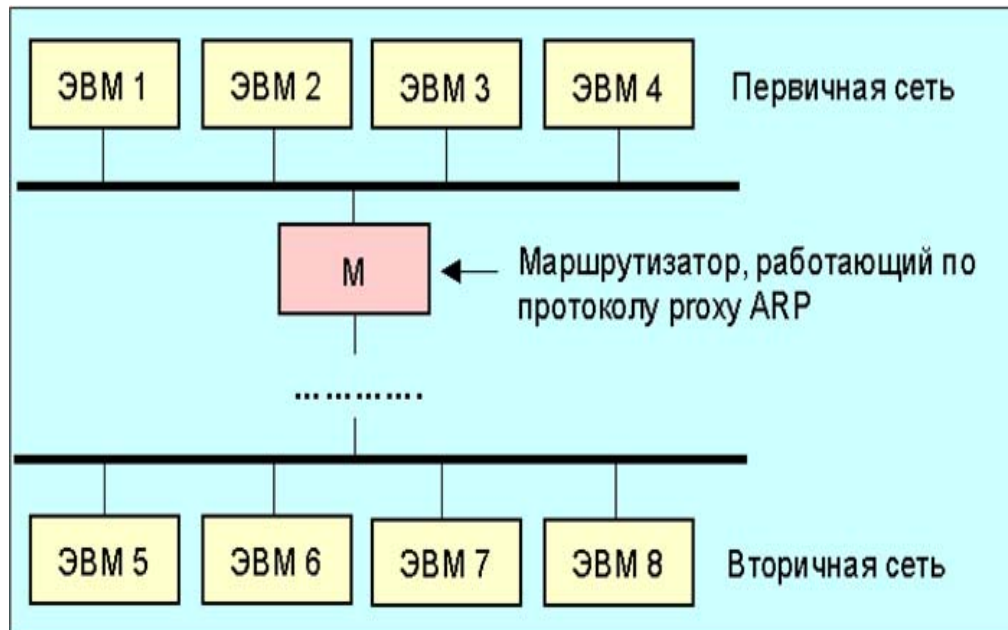 ЭВМ 1 ЭВМ 2 ЭВМ 3 ЭВМ 4 Первичная сеть
М
Маршрутизатор, работающий по
протоколу proxy ARP
………….
ЭВМ 5 ЭВМ 6 ЭВМ 7 ЭВМ 8 Вторичная сеть